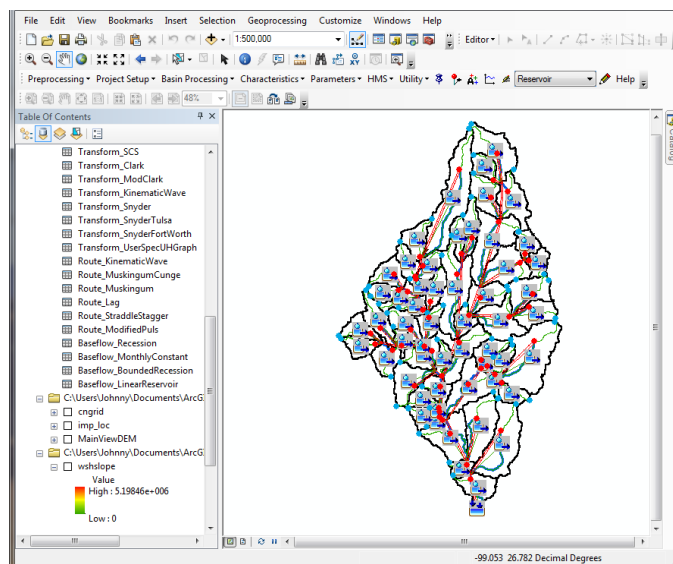 File Edit View Bookmarks Insert Selection Geoprocessing Customize Windows Help
1:500,000 Editor
Preprocessing Project Setup Basin Processing Characteristics Parameters HMS Utility Reservoir Help
48%
Table Of Contents
Transform_SCS
Transform_Clark
Transform_ModClark
Transform_KinematicWave
Transform_Snyder
Transform_SnyderTulsa
Transform_SnyderFortWorth
Transform_UserSpecUHGraph
Route_KinematicWave
Route_MuskingumCunge
Route_Muskingum
Route_Lag
Route_StraddleStagger
Route_ModifiedPuls
Baseflow_Recession
Baseflow_MonthlyConstant
Baseflow_BoundedRecession
Baseflow_LinearReservoir
C:\Users\Johnny\Documents\ArcG
cngrid
imp_loc
MainViewDEM
C:\Users\Johnny\Documents\ArcG
wshslope
Value
High : 5.19846e+006
Low : 0
Catalog
-99.053 26.782 Decimal Degrees